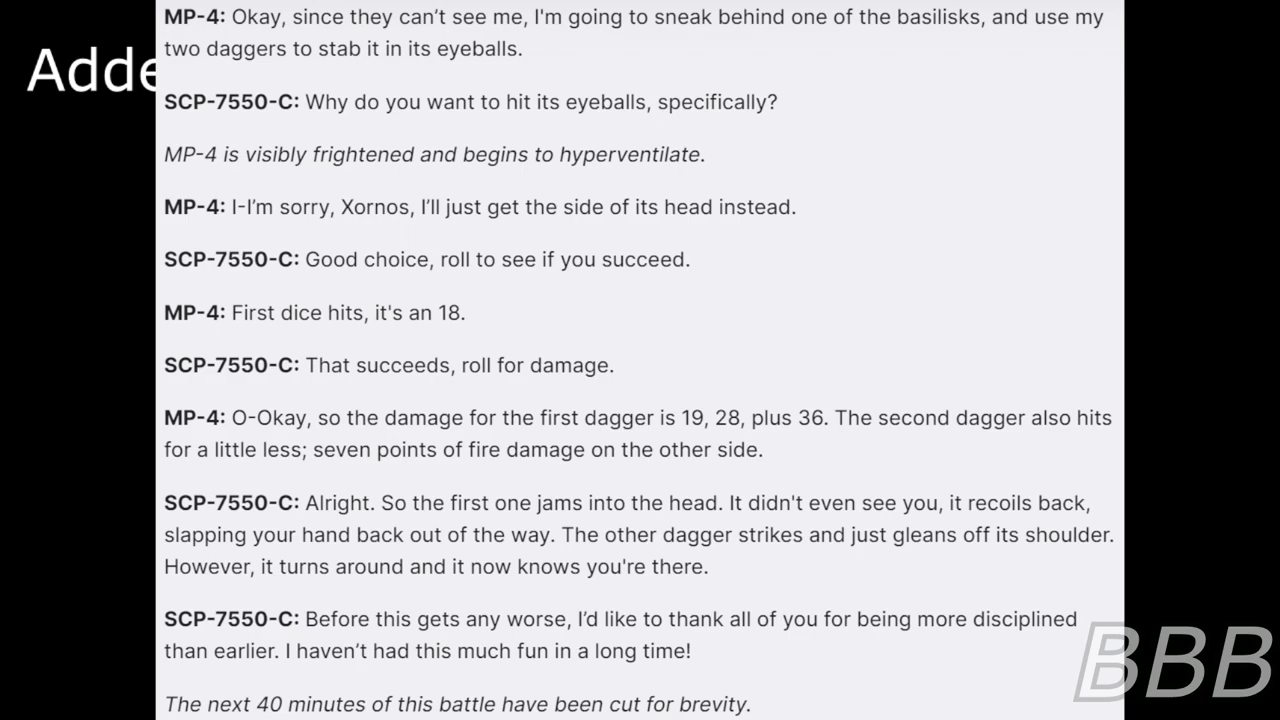 MP-4: Okay, since they can’t see me, I'm going to sneak behind one of the basilisks, and use my
two daggers to stab it in its eyeballs.
Adde
SCP-7550-C: Why do you want to hit its eyeballs, specifically?
MP-4 is visibly frightened and begins to hyperventilate.
MP-4: I-I’m sorry, Xornos, I’ll just get the side of its head instead.
SCP-7550-C: Good choice, roll to see if you succeed.
MP-4: First dice hits, it's an 18.
SCP-7550-C: That succeeds, roll for damage.
MP-4: O-Okay, so the damage for the first dagger is 19, 28, plus 36. The second dagger also hits
for a little less; seven points of fire damage on the other side.
SCP-7550-C: Alright. So the first one jams into the head. It didn't even see you, it recoils back,
slapping your hand back out of the way. The other dagger strikes and just gleans off its shoulder.
However, it turns around and it now knows you're there.
SCP-7550-C: Before this gets any worse, I’d like to thank all of you for being more disciplined
than earlier. I haven’t had this much fun in a long time!
The next 40 minutes of this battle have been cut for brevity.
BBB